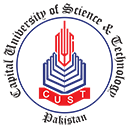 Capital University of Science & Technology
CUST
Pakistan